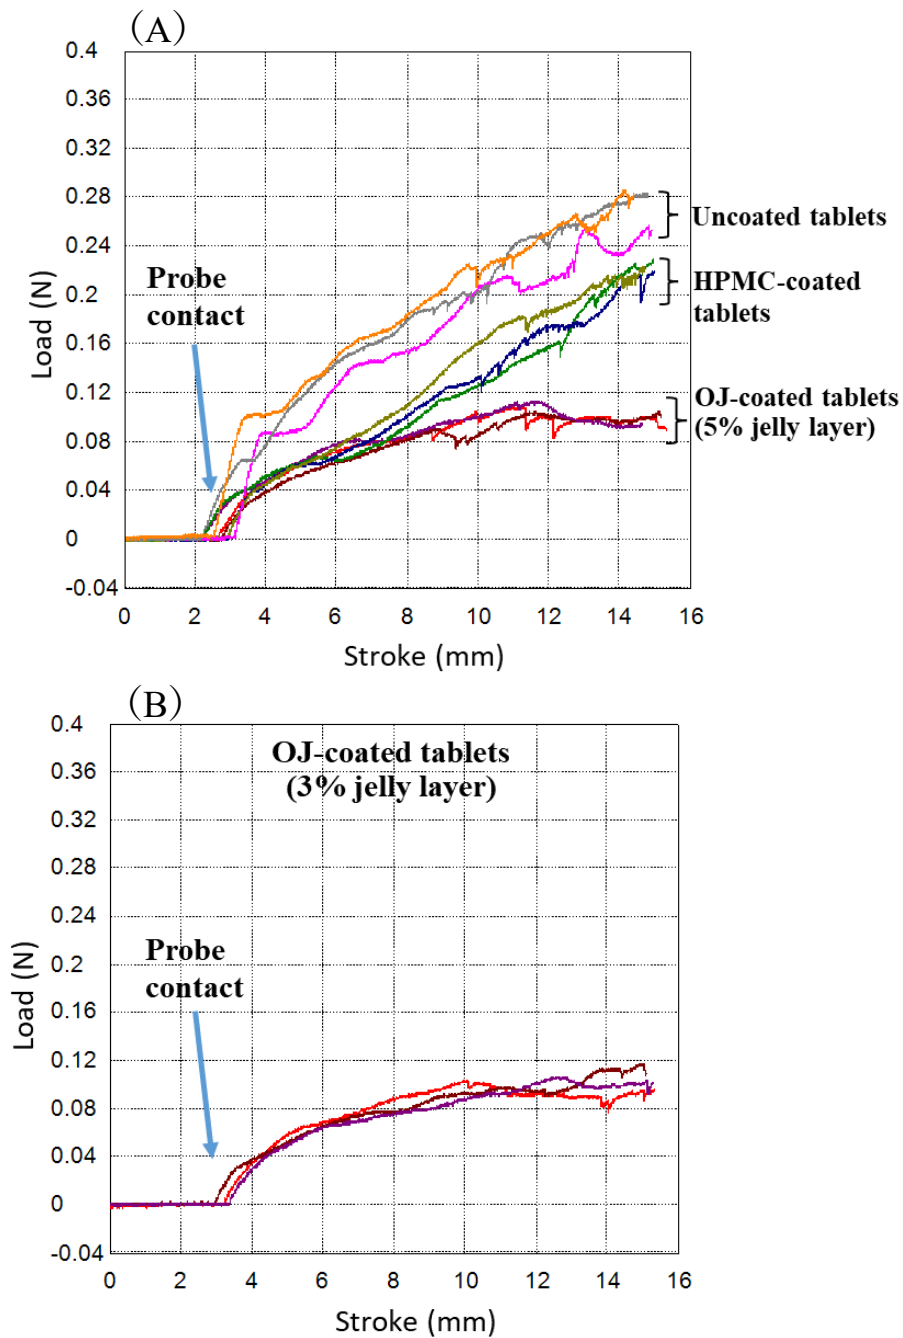 (A)
0.4
0.36
0.32
0.28
0.24
0.2
0.16
0.12
0.08
0.04
0
-0.04
Load (N)
Probe
contact
Uncoated tablets
HPMC-coated
tablets
OJ-coated tablets
(5% jelly layer)
0 2 4 6 8 10 12 14 16
Stroke (mm)
(B)
0.4
0.36
0.32
0.28
0.24
0.2
0.16
0.12
0.08
0.04
0
-0.04
Load (N)
OJ-coated tablets
(3% jelly layer)
Probe
contact
0 2 4 6 8 10 12 14 16
Stroke (mm)